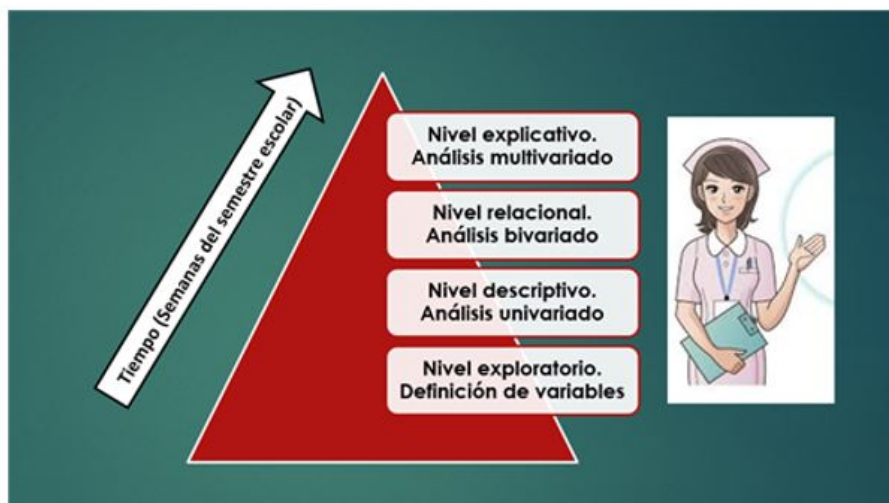 Tiempo (Semanas del semestre escolar)
Nivel explicativo.
Análisis multivariado
Nivel relacional.
Análisis bivariado
Nivel descriptivo.
Análisis univariado
Nivel exploratorio.
Definición de variables